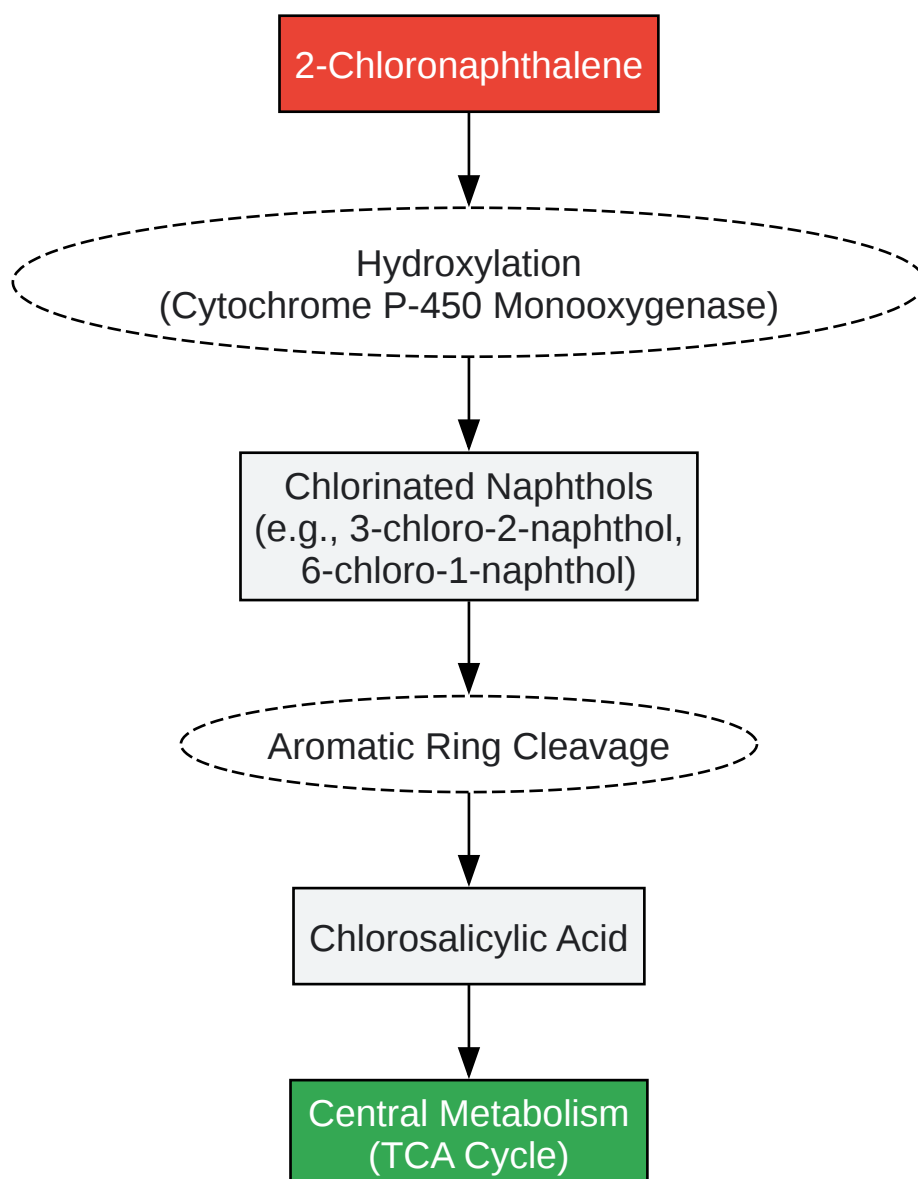 2-Chloronaphthalene
Hydroxylation
(Cytochrome P-450 Monooxygenase)
Chlorinated Naphthols
(e.g., 3-chloro-2-naphthol,
6-chloro-1-naphthol)
Aromatic Ring Cleavage
Chlorosalicylic Acid
Central Metabolism
(TCA Cycle)